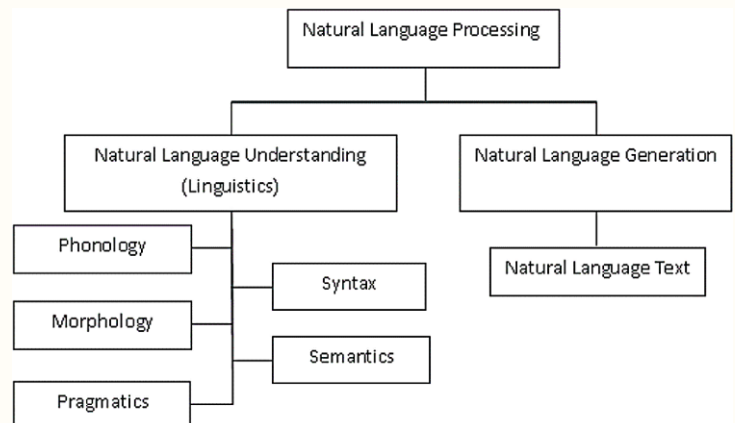 Natural Language Processing
Natural Language Understanding
(Linguistics)
Natural Language Generation
Phonology
Natural Language Text
Syntax
Morphology
Semantics
Pragmatics